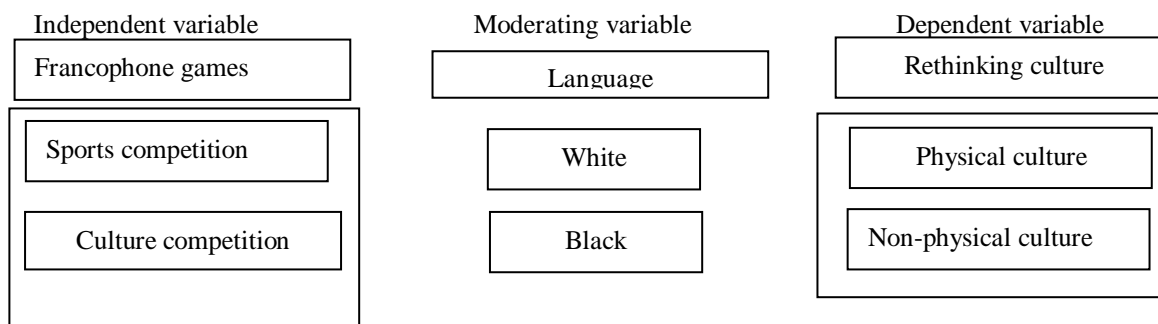 Independent variable
Moderating variable
Dependent variable
Francophone games
Language
Rethinking culture
Sports competition
White
Physical culture
Culture competition
Black
Non-physical culture